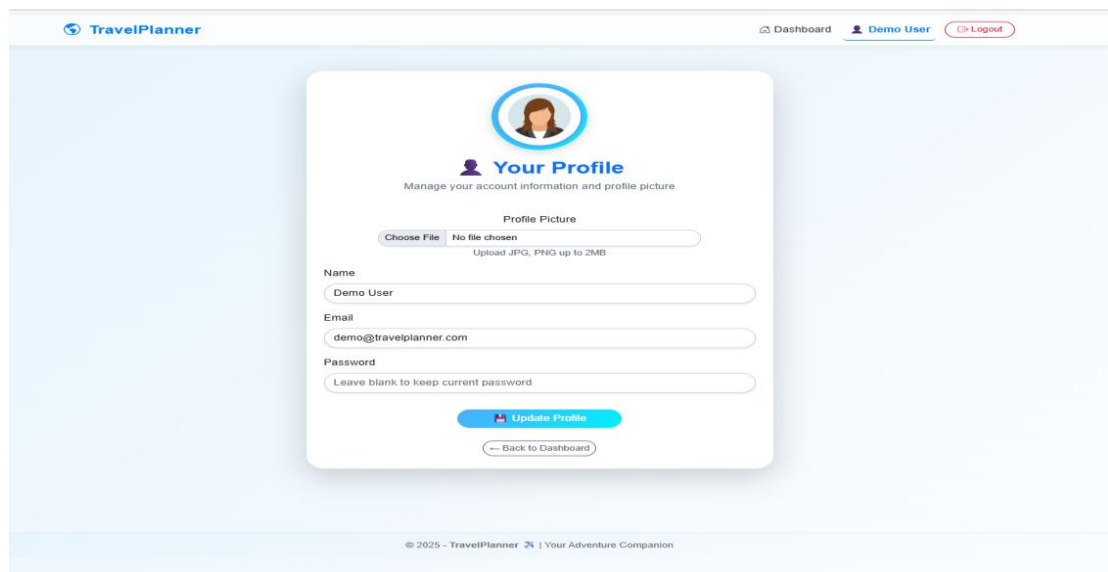 TravelPlanner
Dashboard
Demo User
Logout
Your Profile
Manage your account information and profile picture
Profile Picture
Choose File No file chosen
Upload JPG, PNG up to 2MB
Name
Demo User
Email
demo@travelplanner.com
Password
Leave blank to keep current password
Update Profile
← Back to Dashboard
© 2025 - TravelPlanner ✈️ | Your Adventure Companion